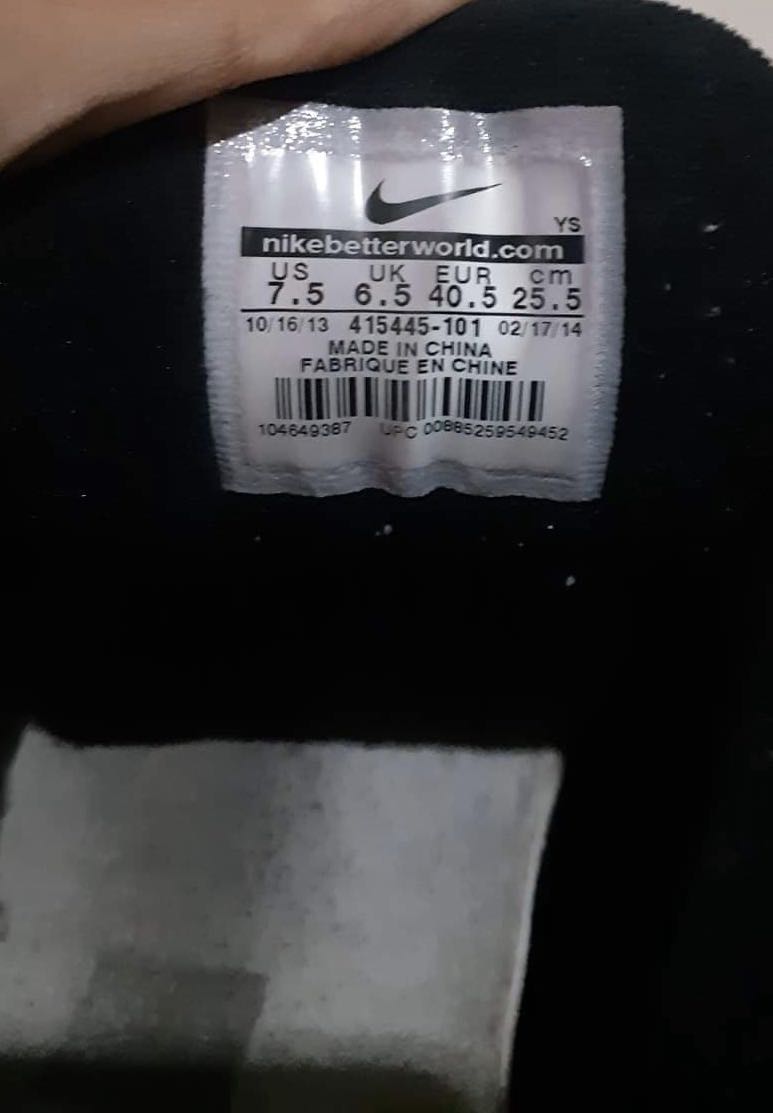 YS
nikebetterworld.com
US UK EUR cm
7.5 6.5 40.5 25.5
10/16/13 415445-101 02/17/14
MADE IN CHINA
FABRIQUE EN CHINE
104649387 UPC 00885259549452